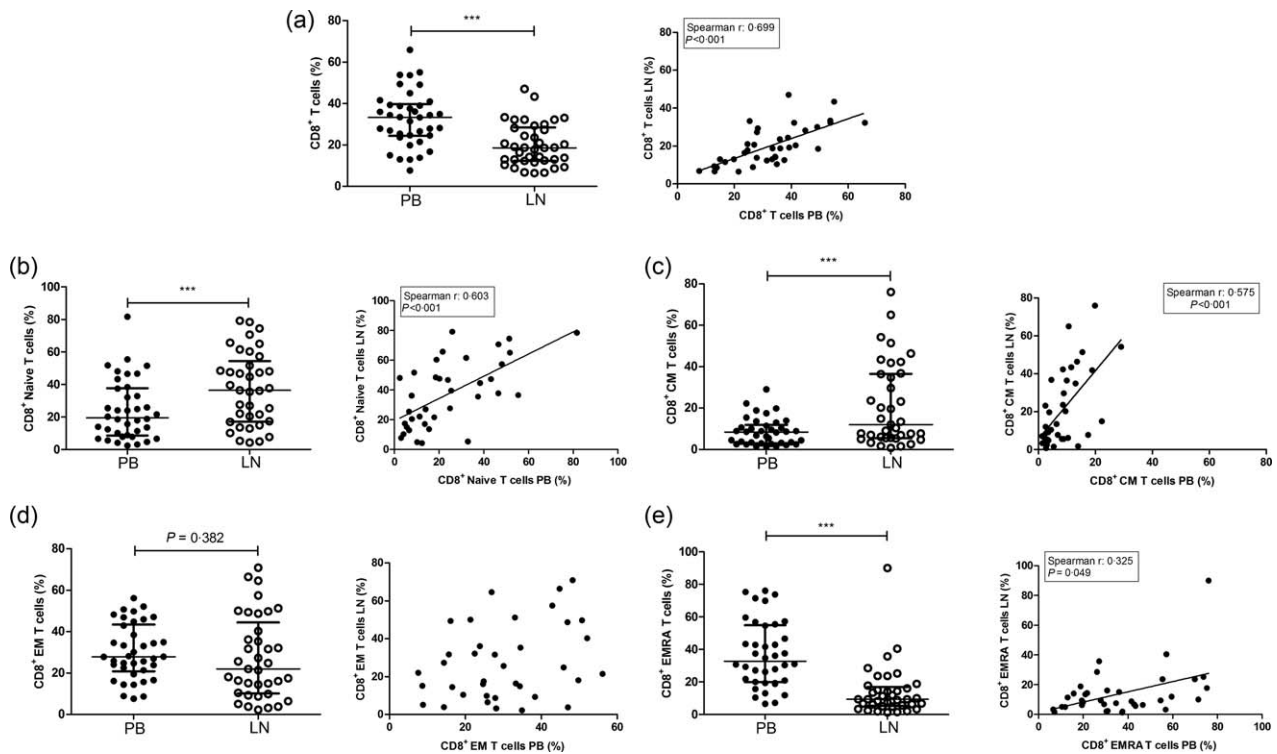 (a)
***
CD8⁺ T cells (%)
80
60
40
20
0
PB
LN
Spearman r: 0·699
P<0·001
CD8⁺ T cells LN (%)
80
60
40
20
0
0
20
40
60
80
CD8⁺ T cells PB (%)
(b)
***
CD8⁺ Naive T cells (%)
100
80
60
40
20
0
PB
LN
Spearman r: 0·603
P<0·001
CD8⁺ Naive T cells LN (%)
100
80
60
40
20
0
0
20
40
60
80
100
CD8⁺ Naive T cells PB (%)
(c)
***
CD8⁺ CM T cells (%)
80
60
40
20
0
PB
LN
Spearman r: 0·575
P<0·001
CD8⁺ CM T cells LN (%)
80
60
40
20
0
0
20
40
60
80
CD8⁺ CM T cells PB (%)
(d)
P = 0·382
CD8⁺ EM T cells (%)
80
60
40
20
0
PB
LN
CD8⁺ EM T cells LN (%)
80
60
40
20
0
0
20
40
60
CD8⁺ EM T cells PB (%)
(e)
***
CD8⁺ EMRA T cells (%)
100
80
60
40
20
0
PB
LN
Spearman r: 0·325
P = 0·049
CD8⁺ EMRA T cells LN (%)
100
80
60
40
20
0
0
20
40
60
80
100
CD8⁺ EMRA T cells PB (%)